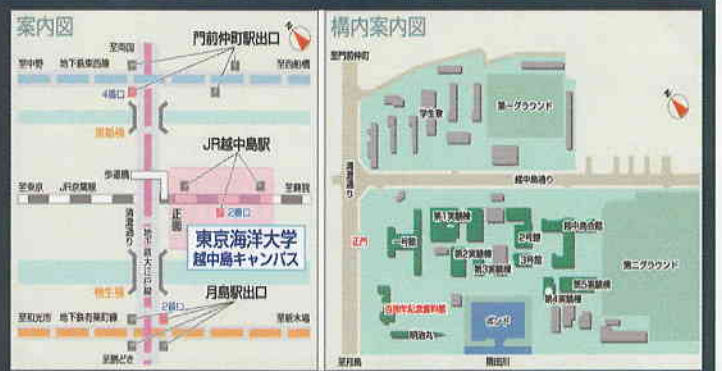 案内図
至両国
門前仲町駅出口
至中野
地下鉄東西線
至西船橋
4番口
黒船橋
JR越中島駅
歩道橋
至東京
JR京葉線
至蘇我
2番口
正門
清澄通り
地下鉄大江戸線
東京海洋大学
越中島キャンパス
相生橋
月島駅出口
2番口
至和光市
地下鉄有楽町線
至新木場
至勝どき
構内案内図
至門前仲町
学生寮
第一グラウンド
清澄通り
越中島通り
正門
一号館
第1実験棟
第2実験棟
第3実験棟
2号館
3号館
越中島会館
第二グラウンド
第5実験棟
第4実験棟
百周年記念資料館
明治丸
ポンド
至月島
隅田川